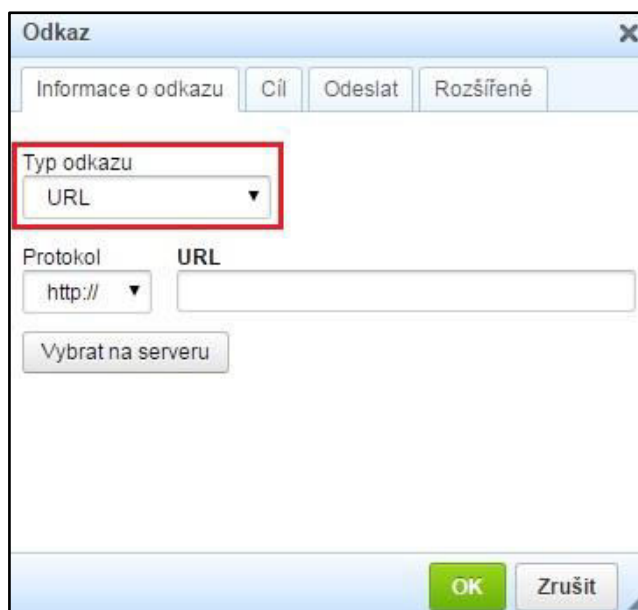 Odkaz
Informace o odkazu Cíl Odeslat Rozšířené
Typ odkazu
URL
Protokol URL
http://
Vybrat na serveru
OK Zrušit